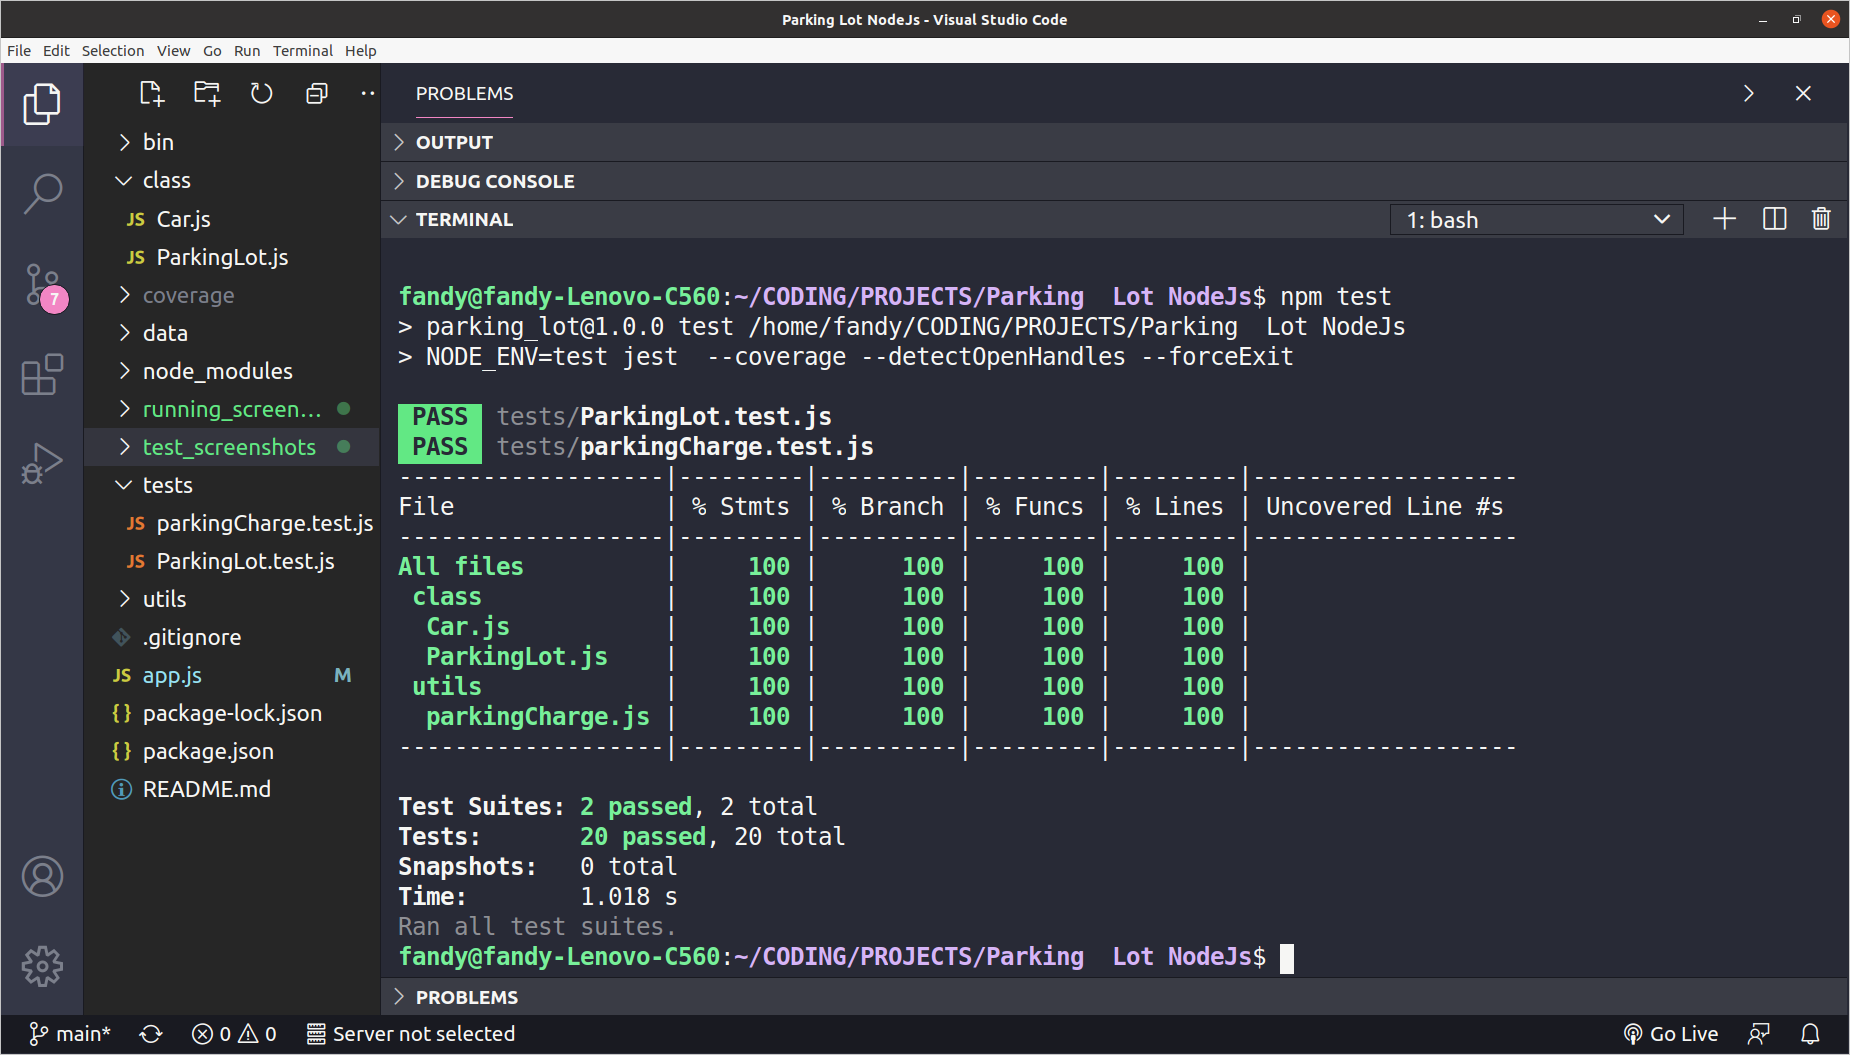 Parking Lot NodeJs - Visual Studio Code
File Edit Selection View Go Run Terminal Help
PROBLEMS
bin
OUTPUT
class
DEBUG CONSOLE
JS Car.js
TERMINAL
1: bash
JS ParkingLot.js
coverage
7
data
node_modules
running_screen...
test_screenshots
tests
JS parkingCharge.test.js
JS ParkingLot.test.js
utils
.gitignore
JS app.js M
{} package-lock.json
{} package.json
README.md
fandy@fandy-Lenovo-C560:~/CODING/PROJECTS/Parking  Lot NodeJs$ npm test
> parking_lot@1.0.0 test /home/fandy/CODING/PROJECTS/Parking  Lot NodeJs
> NODE_ENV=test jest  --coverage --detectOpenHandles --forceExit
PASS tests/ParkingLot.test.js
PASS tests/parkingCharge.test.js
-------------------|---------|----------|---------|---------|-------------------
File               | % Stmts | % Branch | % Funcs | % Lines | Uncovered Line #s
-------------------|---------|----------|---------|---------|-------------------
All files          |     100 |      100 |     100 |     100 |
 class             |     100 |      100 |     100 |     100 |
  Car.js           |     100 |      100 |     100 |     100 |
  ParkingLot.js    |     100 |      100 |     100 |     100 |
 utils             |     100 |      100 |     100 |     100 |
  parkingCharge.js |     100 |      100 |     100 |     100 |
-------------------|---------|----------|---------|---------|-------------------
Test Suites: 2 passed, 2 total
Tests:       20 passed, 20 total
Snapshots:   0 total
Time:        1.018 s
Ran all test suites.
fandy@fandy-Lenovo-C560:~/CODING/PROJECTS/Parking  Lot NodeJs$
PROBLEMS
main* 0 0 Server not selected Go Live